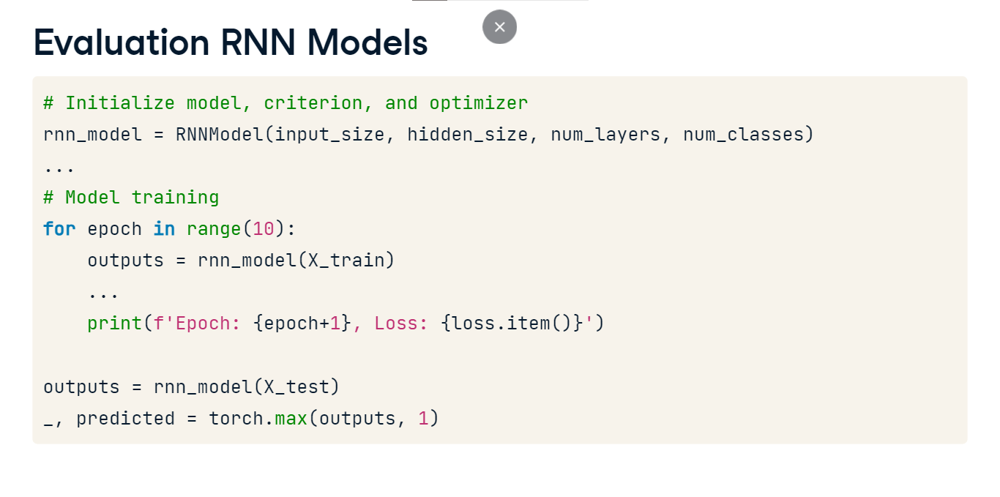 Evaluation RNN Models
# Initialize model, criterion, and optimizer
rnn_model = RNNModel(input_size, hidden_size, num_layers, num_classes)
...
# Model training
for epoch in range(10):
    outputs = rnn_model(X_train)
    ...
    print(f'Epoch: {epoch+1}, Loss: {loss.item()}')
outputs = rnn_model(X_test)
_, predicted = torch.max(outputs, 1)